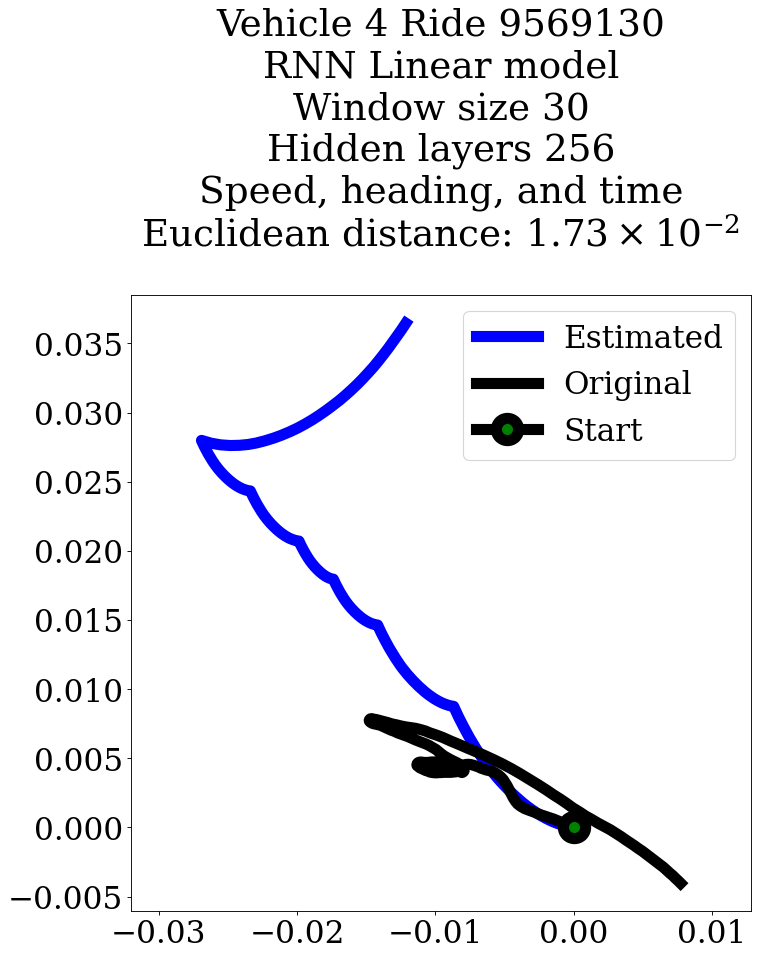 Vehicle 4 Ride 9569130
RNN Linear model
Window size 30
Hidden layers 256
Speed, heading, and time
Euclidean distance: 1.73 × 10⁻²
Estimated
Original
Start
0.035
0.030
0.025
0.020
0.015
0.010
0.005
0.000
−0.005
−0.03 −0.02 −0.01 0.00 0.01